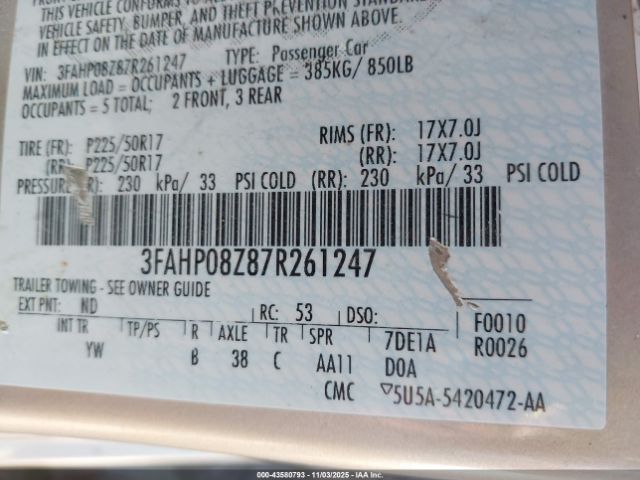 THIS VEHICLE CONFORMS TO
VEHICLE SAFETY, BUMPER, AND THEFT PREVENTION STANDARDS
IN EFFECT ON THE DATE OF MANUFACTURE SHOWN ABOVE.
VIN: 3FAHP08Z87R261247 TYPE: Passenger Car
MAXIMUM LOAD = OCCUPANTS + LUGGAGE = 385KG/ 850LB
OCCUPANTS = 5 TOTAL; 2 FRONT, 3 REAR
TIRE (FR): P225/50R17 RIMS (FR): 17X7.0J
(RR) P225/50R17 (RR): 17X7.0J
PRESSURE R): 230 kPa/ 33 PSI COLD (RR): 230 kPa/ 33 PSI COLD
3FAHP08Z87R261247
TRAILER TOWING - SEE OWNER GUIDE
EXT PNT: ND RC: 53 DSO: F0010
INT TR TP/PS R AXLE TR SPR 7DE1A R0026
YW B 38 C AA11 D0A
CMC ▽5U5A-5420472-AA
000-43580793 - 11/03/2025 - IAA Inc.